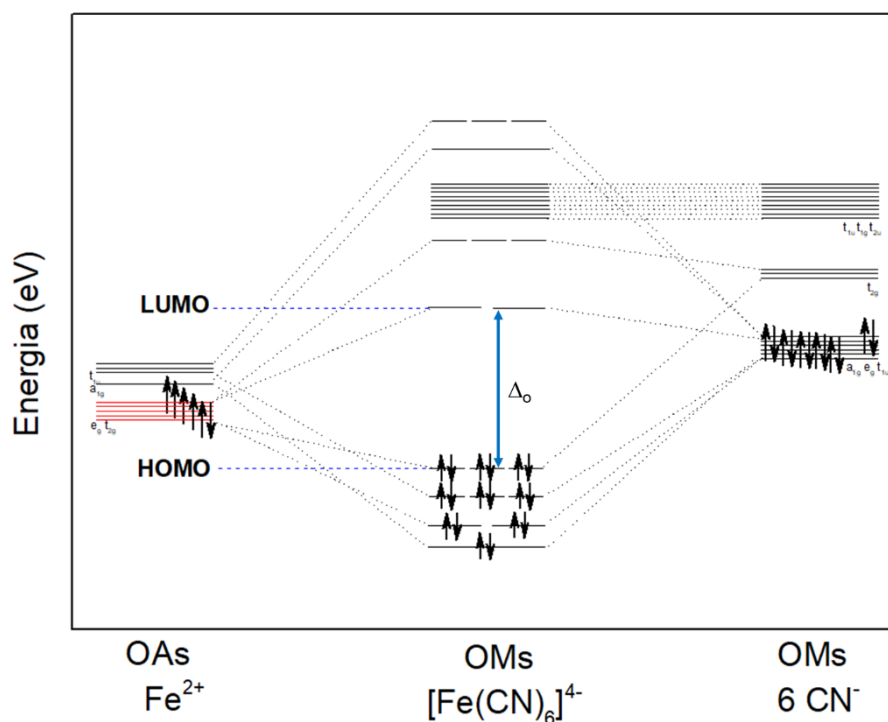 Energia (eV)
t₁ᵤ t₁g t₂ᵤ
t₂g
LUMO
a₁g eg t₁ᵤ
t₁ᵤ
a₁g
Δₒ
eg t₂g
HOMO
OAs
OMs
OMs
Fe²⁺
[Fe(CN)₆]⁴⁻
6 CN⁻